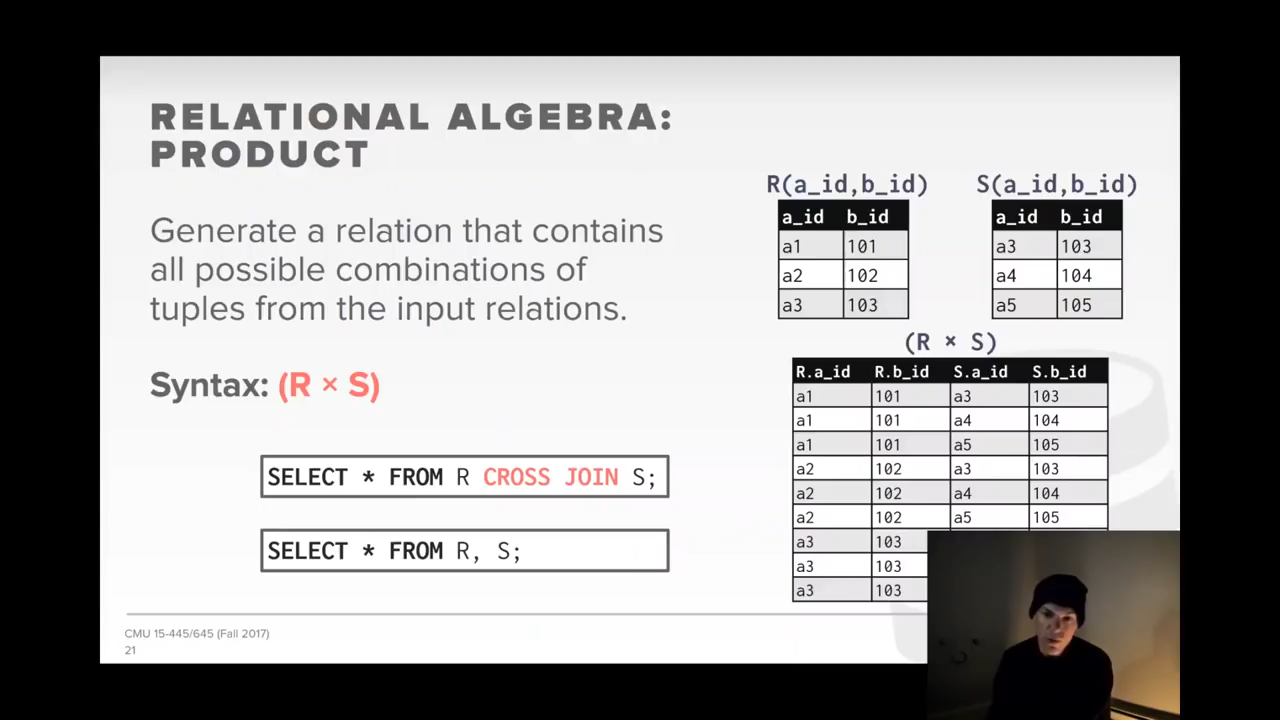 RELATIONAL ALGEBRA:
PRODUCT
Generate a relation that contains
all possible combinations of
tuples from the input relations.
Syntax: (R × S)
SELECT * FROM R CROSS JOIN S;
SELECT * FROM R, S;
R(a_id,b_id)
a_id b_id
a1 101
a2 102
a3 103
S(a_id,b_id)
a_id b_id
a3 103
a4 104
a5 105
(R × S)
R.a_id R.b_id S.a_id S.b_id
a1 101 a3 103
a1 101 a4 104
a1 101 a5 105
a2 102 a3 103
a2 102 a4 104
a2 102 a5 105
a3 103
a3 103
a3 103
CMU 15-445/645 (Fall 2017)
21